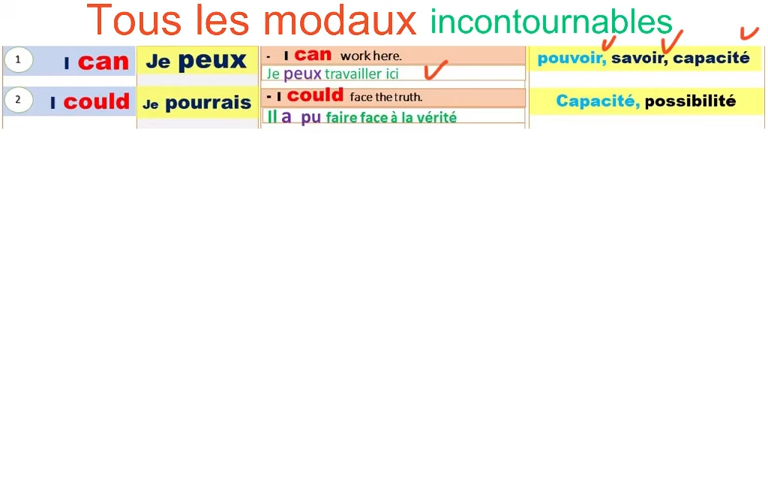 Tous les modaux incontournables
1 I can Je peux - I can work here. pouvoir, savoir, capacité
Je peux travailler ici
2 I could Je pourrais - I could face the truth. Capacité, possibilité
Il a pu faire face à la vérité